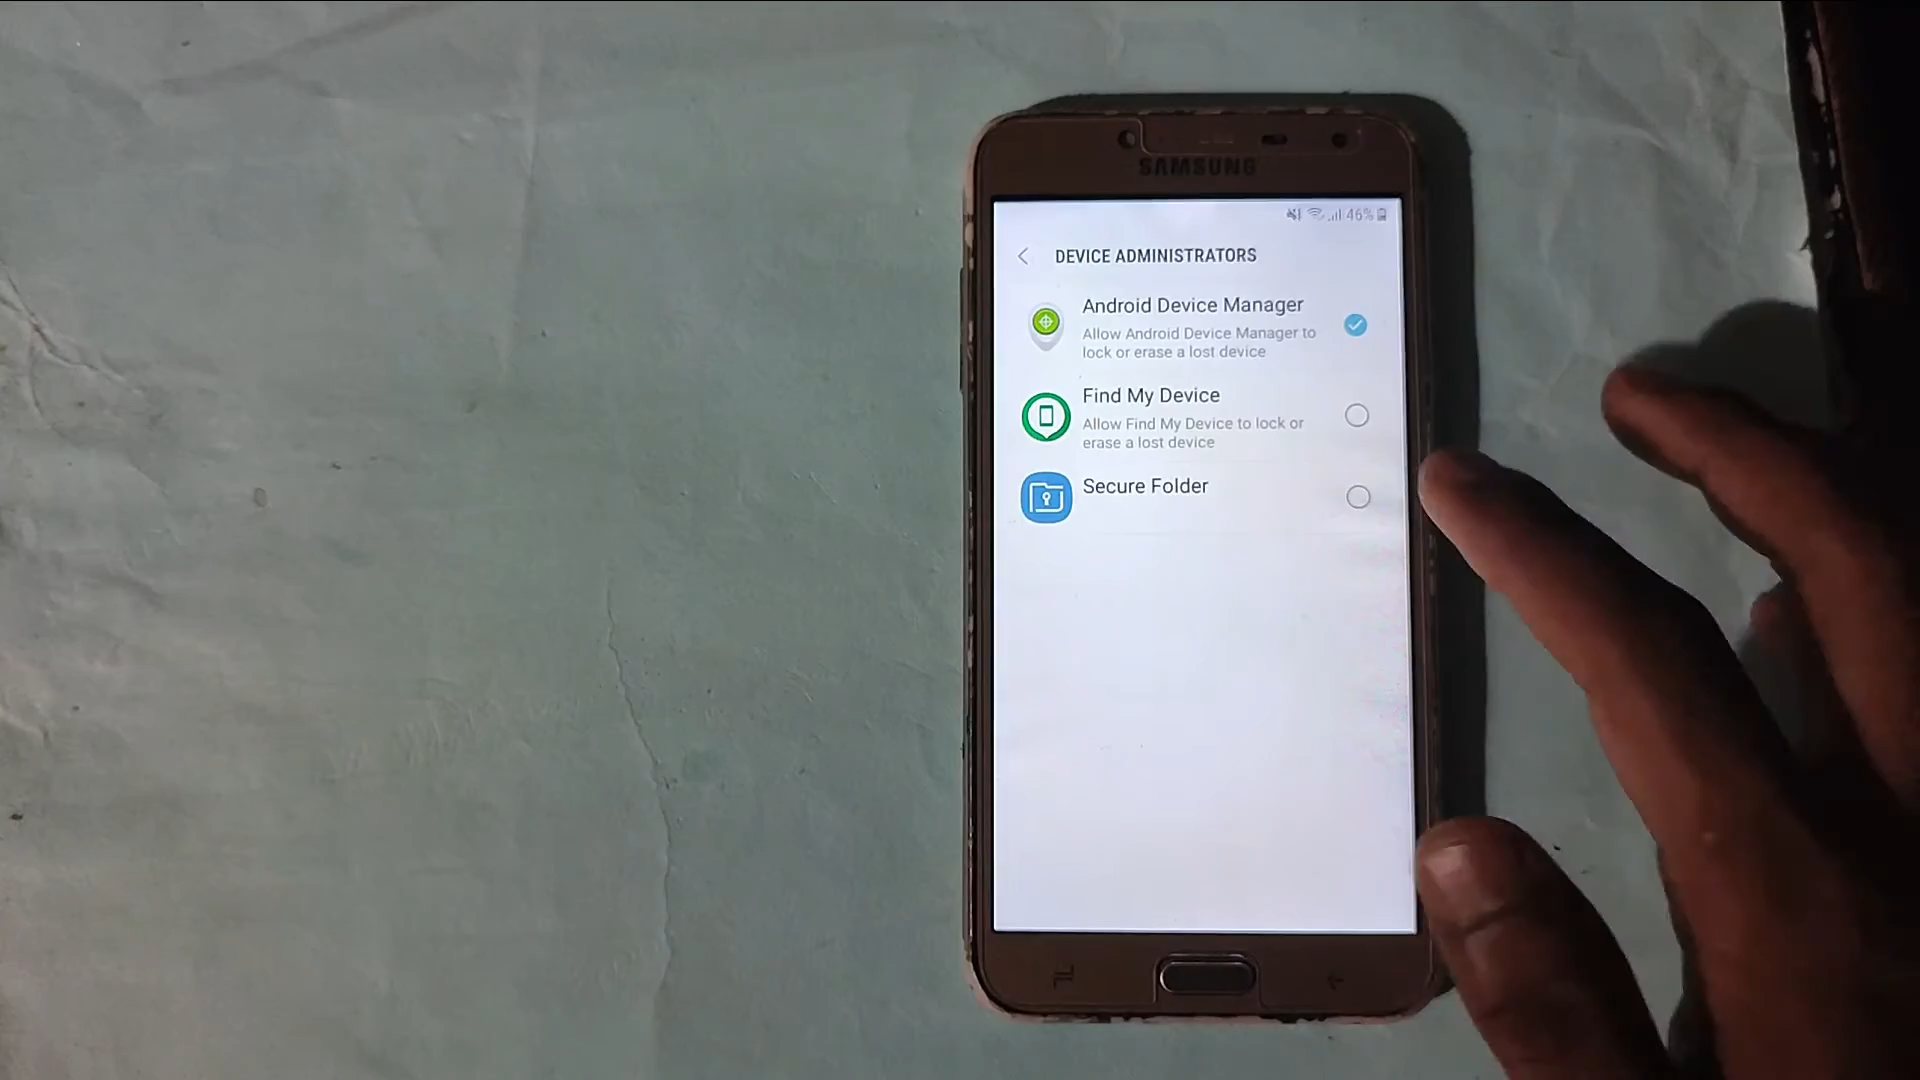 SAMSUNG
46%
DEVICE ADMINISTRATORS
Android Device Manager
Allow Android Device Manager to
lock or erase a lost device
Find My Device
Allow Find My Device to lock or
erase a lost device
Secure Folder